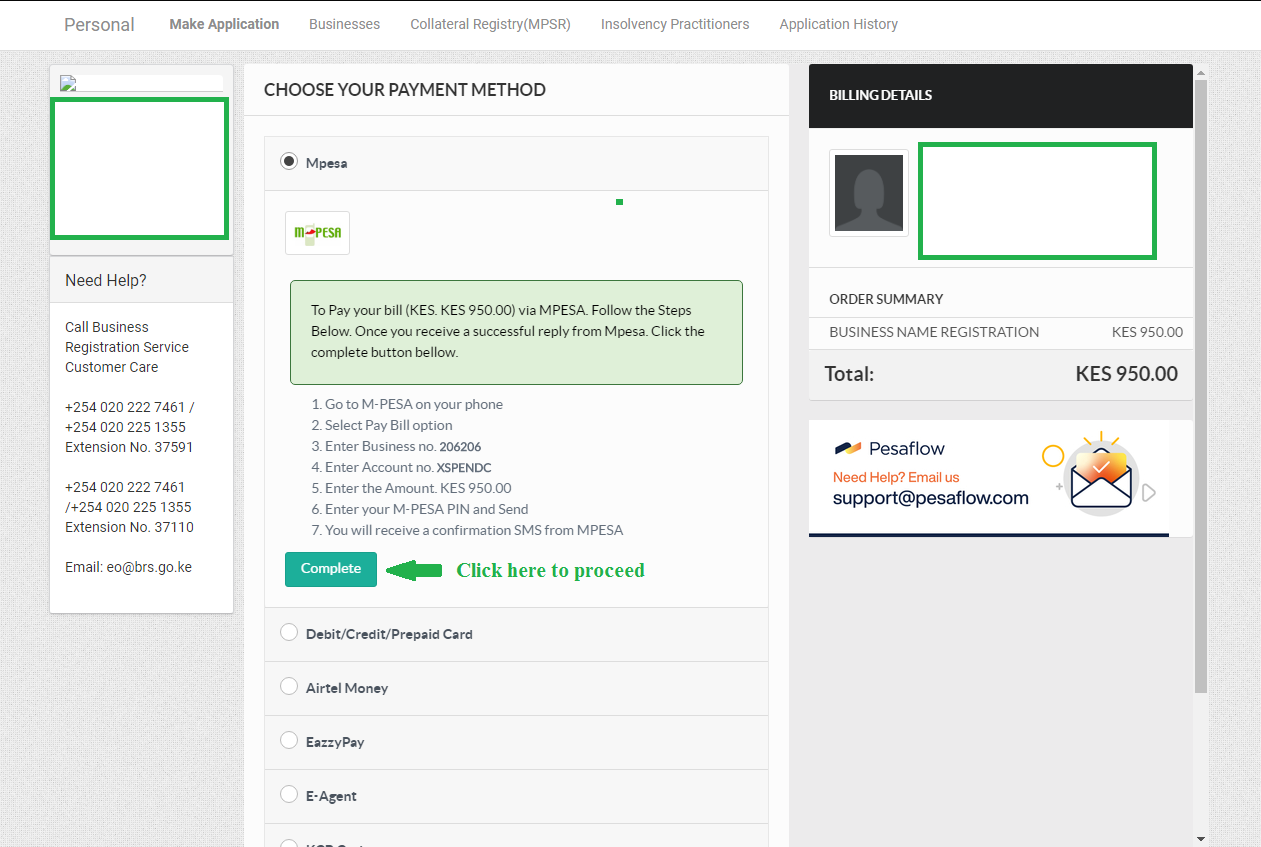 Personal
Make Application
Businesses
Collateral Registry(MPSR)
Insolvency Practitioners
Application History
Need Help?
Call Business
Registration Service
Customer Care
+254 020 222 7461 /
+254 020 225 1355
Extension No. 37591
+254 020 222 7461
/+254 020 225 1355
Extension No. 37110
Email: eo@brs.go.ke
CHOOSE YOUR PAYMENT METHOD
Mpesa
M-PESA
To Pay your bill (KES. KES 950.00) via MPESA. Follow the Steps
Below. Once you receive a successful reply from Mpesa. Click the
complete button bellow.
1. Go to M-PESA on your phone
2. Select Pay Bill option
3. Enter Business no. 206206
4. Enter Account no. XSPENDC
5. Enter the Amount. KES 950.00
6. Enter your M-PESA PIN and Send
7. You will receive a confirmation SMS from MPESA
Complete
Click here to proceed
Debit/Credit/Prepaid Card
Airtel Money
EazzyPay
E-Agent
BILLING DETAILS
ORDER SUMMARY
BUSINESS NAME REGISTRATION KES 950.00
Total: KES 950.00
Pesaflow
Need Help? Email us
support@pesaflow.com